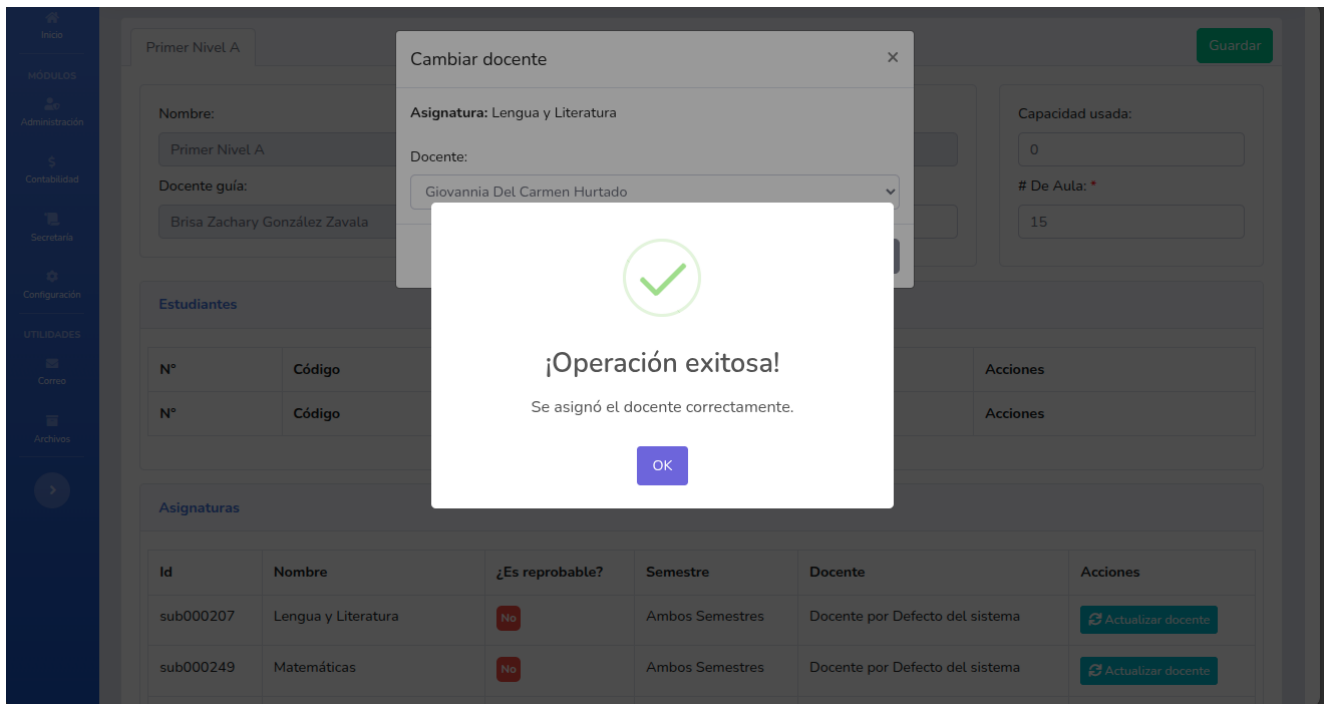 Inicio
MÓDULOS
Administración
Contabilidad
Secretaría
Configuración
UTILIDADES
Correo
Archivos
Primer Nivel A
Guardar
Nombre:
Primer Nivel A
Docente guía:
Brisa Zachary González Zavala
Capacidad usada:
0
# De Aula: *
15
Cambiar docente ×
Asignatura: Lengua y Literatura
Docente:
Giovannia Del Carmen Hurtado
¡Operación exitosa!
Se asignó el docente correctamente.
OK
Estudiantes
N° Código Acciones
N° Código Acciones
Asignaturas
Id Nombre ¿Es reprobable? Semestre Docente Acciones
sub000207 Lengua y Literatura No Ambos Semestres Docente por Defecto del sistema Actualizar docente
sub000249 Matemáticas No Ambos Semestres Docente por Defecto del sistema Actualizar docente